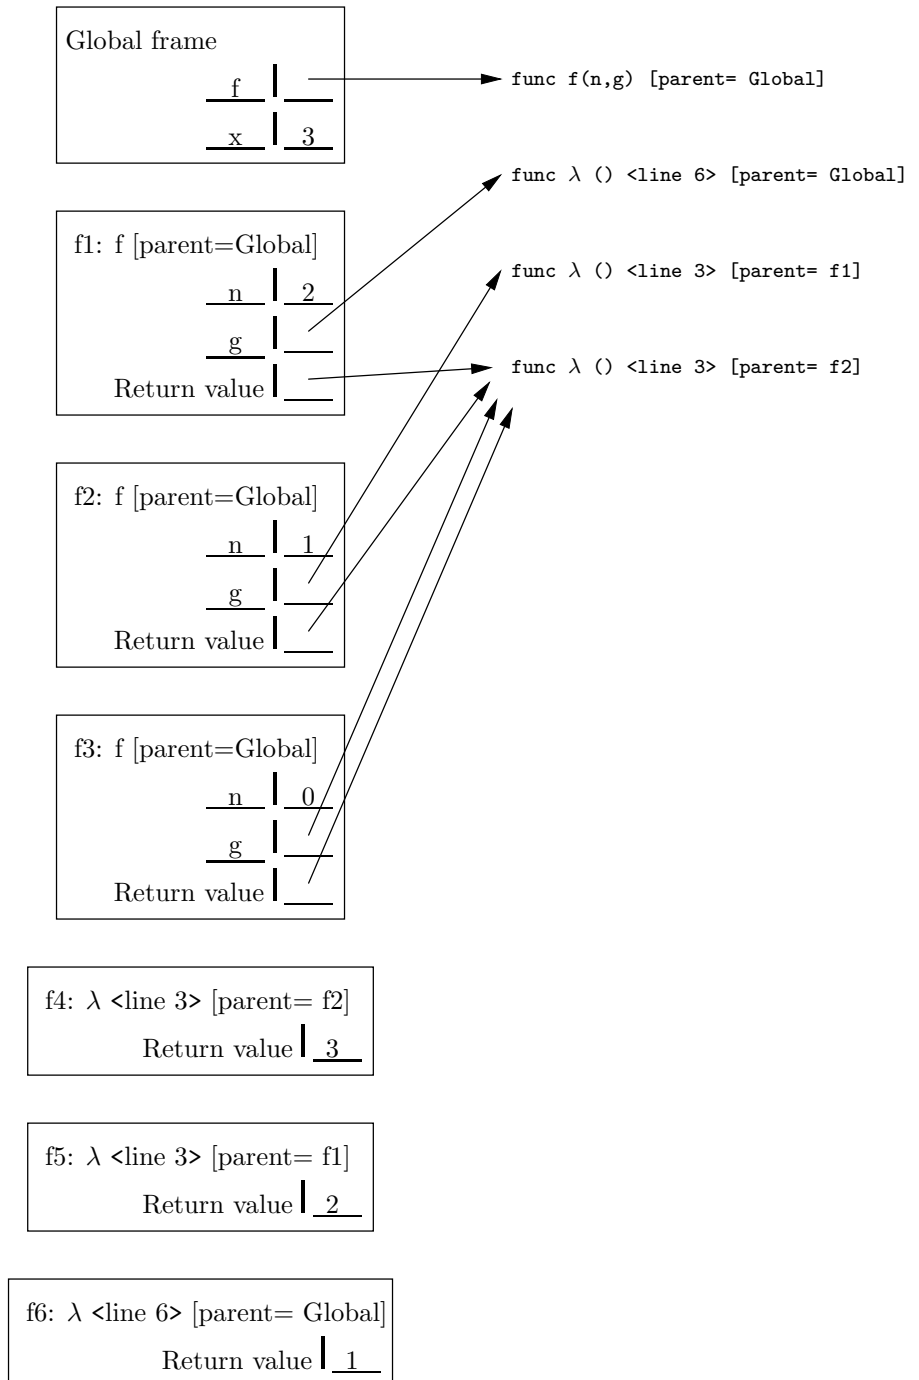 Global frame
f
func f(n,g) [parent= Global]
x 3
func λ () <line 6> [parent= Global]
f1: f [parent=Global]
func λ () <line 3> [parent= f1]
n 2
g
func λ () <line 3> [parent= f2]
Return value
f2: f [parent=Global]
n 1
g
Return value
f3: f [parent=Global]
n 0
g
Return value
f4: λ <line 3> [parent= f2]
Return value 3
f5: λ <line 3> [parent= f1]
Return value 2
f6: λ <line 6> [parent= Global]
Return value 1